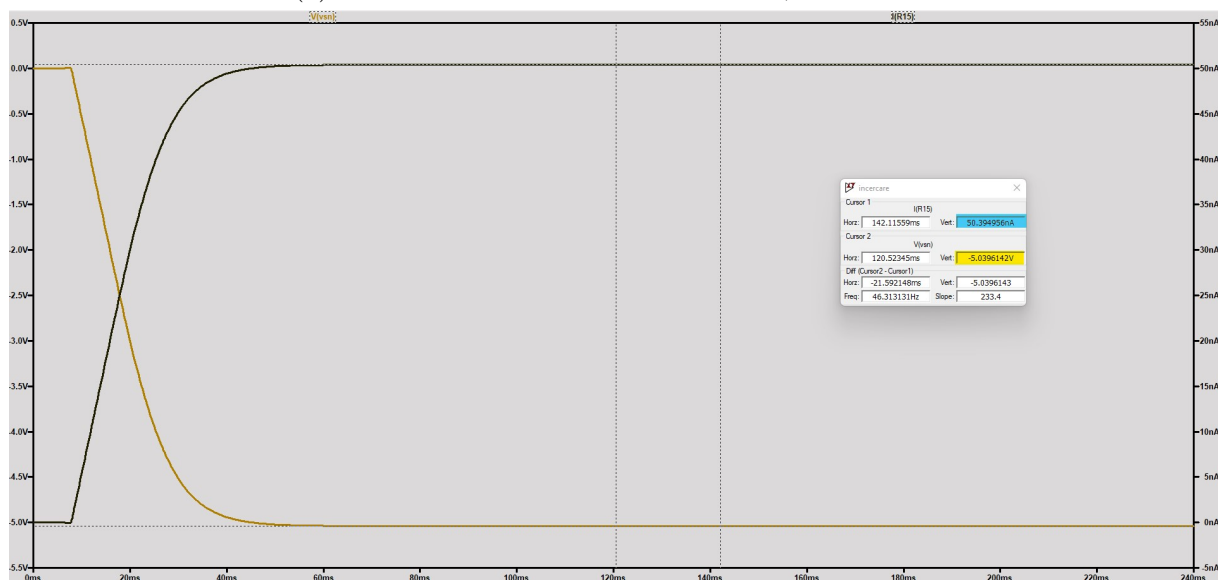 V(vsn)
I(R15)
0.5V
0.0V
-0.5V
-1.0V
-1.5V
-2.0V
-2.5V
-3.0V
-3.5V
-4.0V
-4.5V
-5.0V
-5.5V
55nA
50nA
45nA
40nA
35nA
30nA
25nA
20nA
15nA
10nA
5nA
0nA
-5nA
incercare
Cursor 1
I(R15)
Horz: 142.11559ms Vert: 50.394956nA
Cursor 2
V(vsn)
Horz: 120.52345ms Vert: -5.0396142V
Diff (Cursor2 - Cursor1)
Horz: -21.592148ms Vert: -5.0396143
Freq: 46.313131Hz Slope: 233.4
0ms 20ms 40ms 60ms 80ms 100ms 120ms 140ms 160ms 180ms 200ms 220ms 240ms